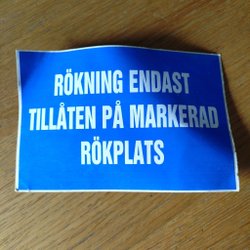 RÖKNING ENDAST
TILLÅTEN PÅ MARKERAD
RÖKPLATS